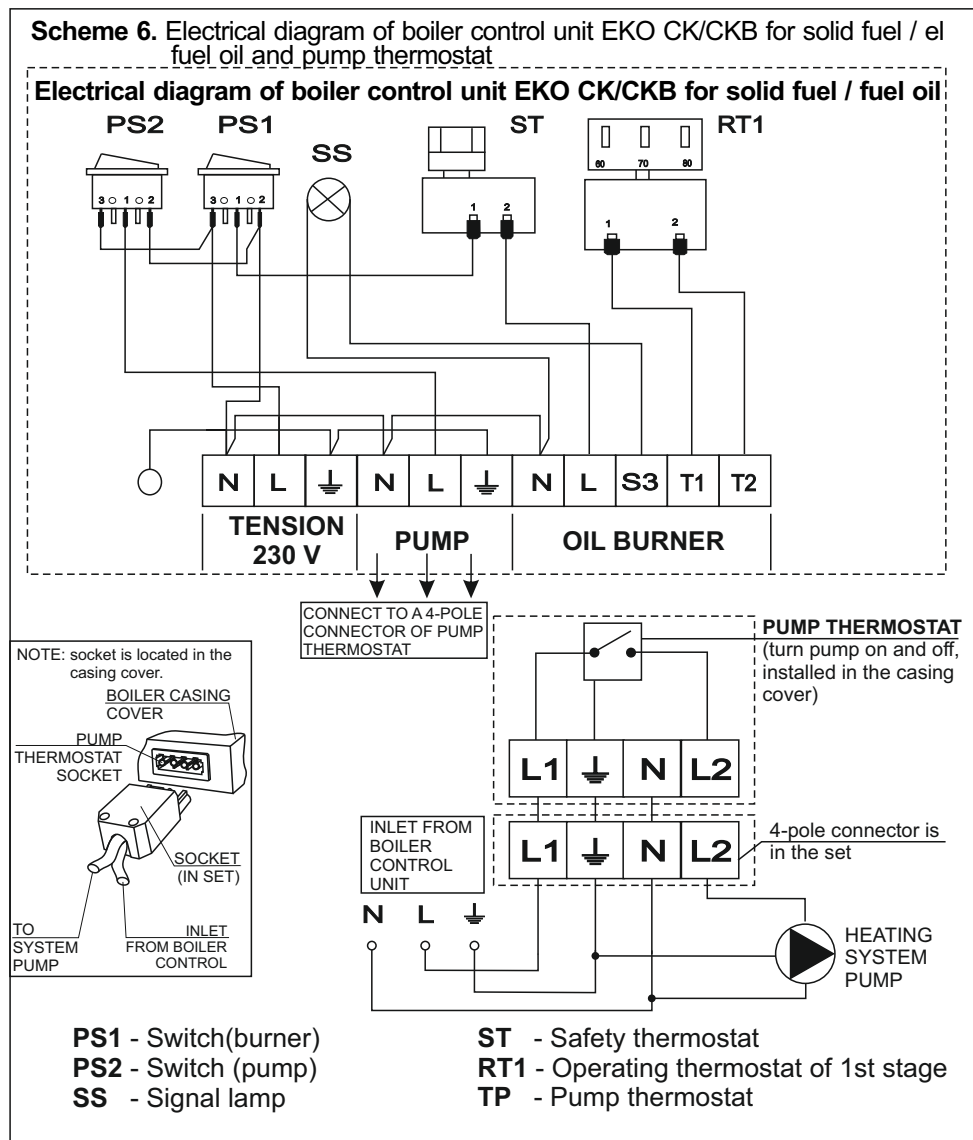 Scheme 6. Electrical diagram of boiler control unit EKO CK/CKB for solid fuel / el
fuel oil and pump thermostat
Electrical diagram of boiler control unit EKO CK/CKB for solid fuel / fuel oil
PS2 PS1 SS ST RT1
60 70 80
3 1 2 3 1 2
1 2
1 2
N L N L N L S3 T1 T2
TENSION
230 V
PUMP
OIL BURNER
CONNECT TO A 4-POLE
CONNECTOR OF PUMP
THERMOSTAT
PUMP THERMOSTAT
(turn pump on and off,
installed in the casing
cover)
L1 N L2
NOTE: socket is located in the
casing cover.
BOILER CASING
COVER
PUMP
THERMOSTAT
SOCKET
SOCKET
(IN SET)
TO
SYSTEM
PUMP
INLET
FROM BOILER
CONTROL
INLET FROM
BOILER
CONTROL
UNIT
N L
L1 N L2
4-pole connector is
in the set
HEATING
SYSTEM
PUMP
PS1 - Switch(burner)
PS2 - Switch (pump)
SS - Signal lamp
ST - Safety thermostat
RT1 - Operating thermostat of 1st stage
TP - Pump thermostat